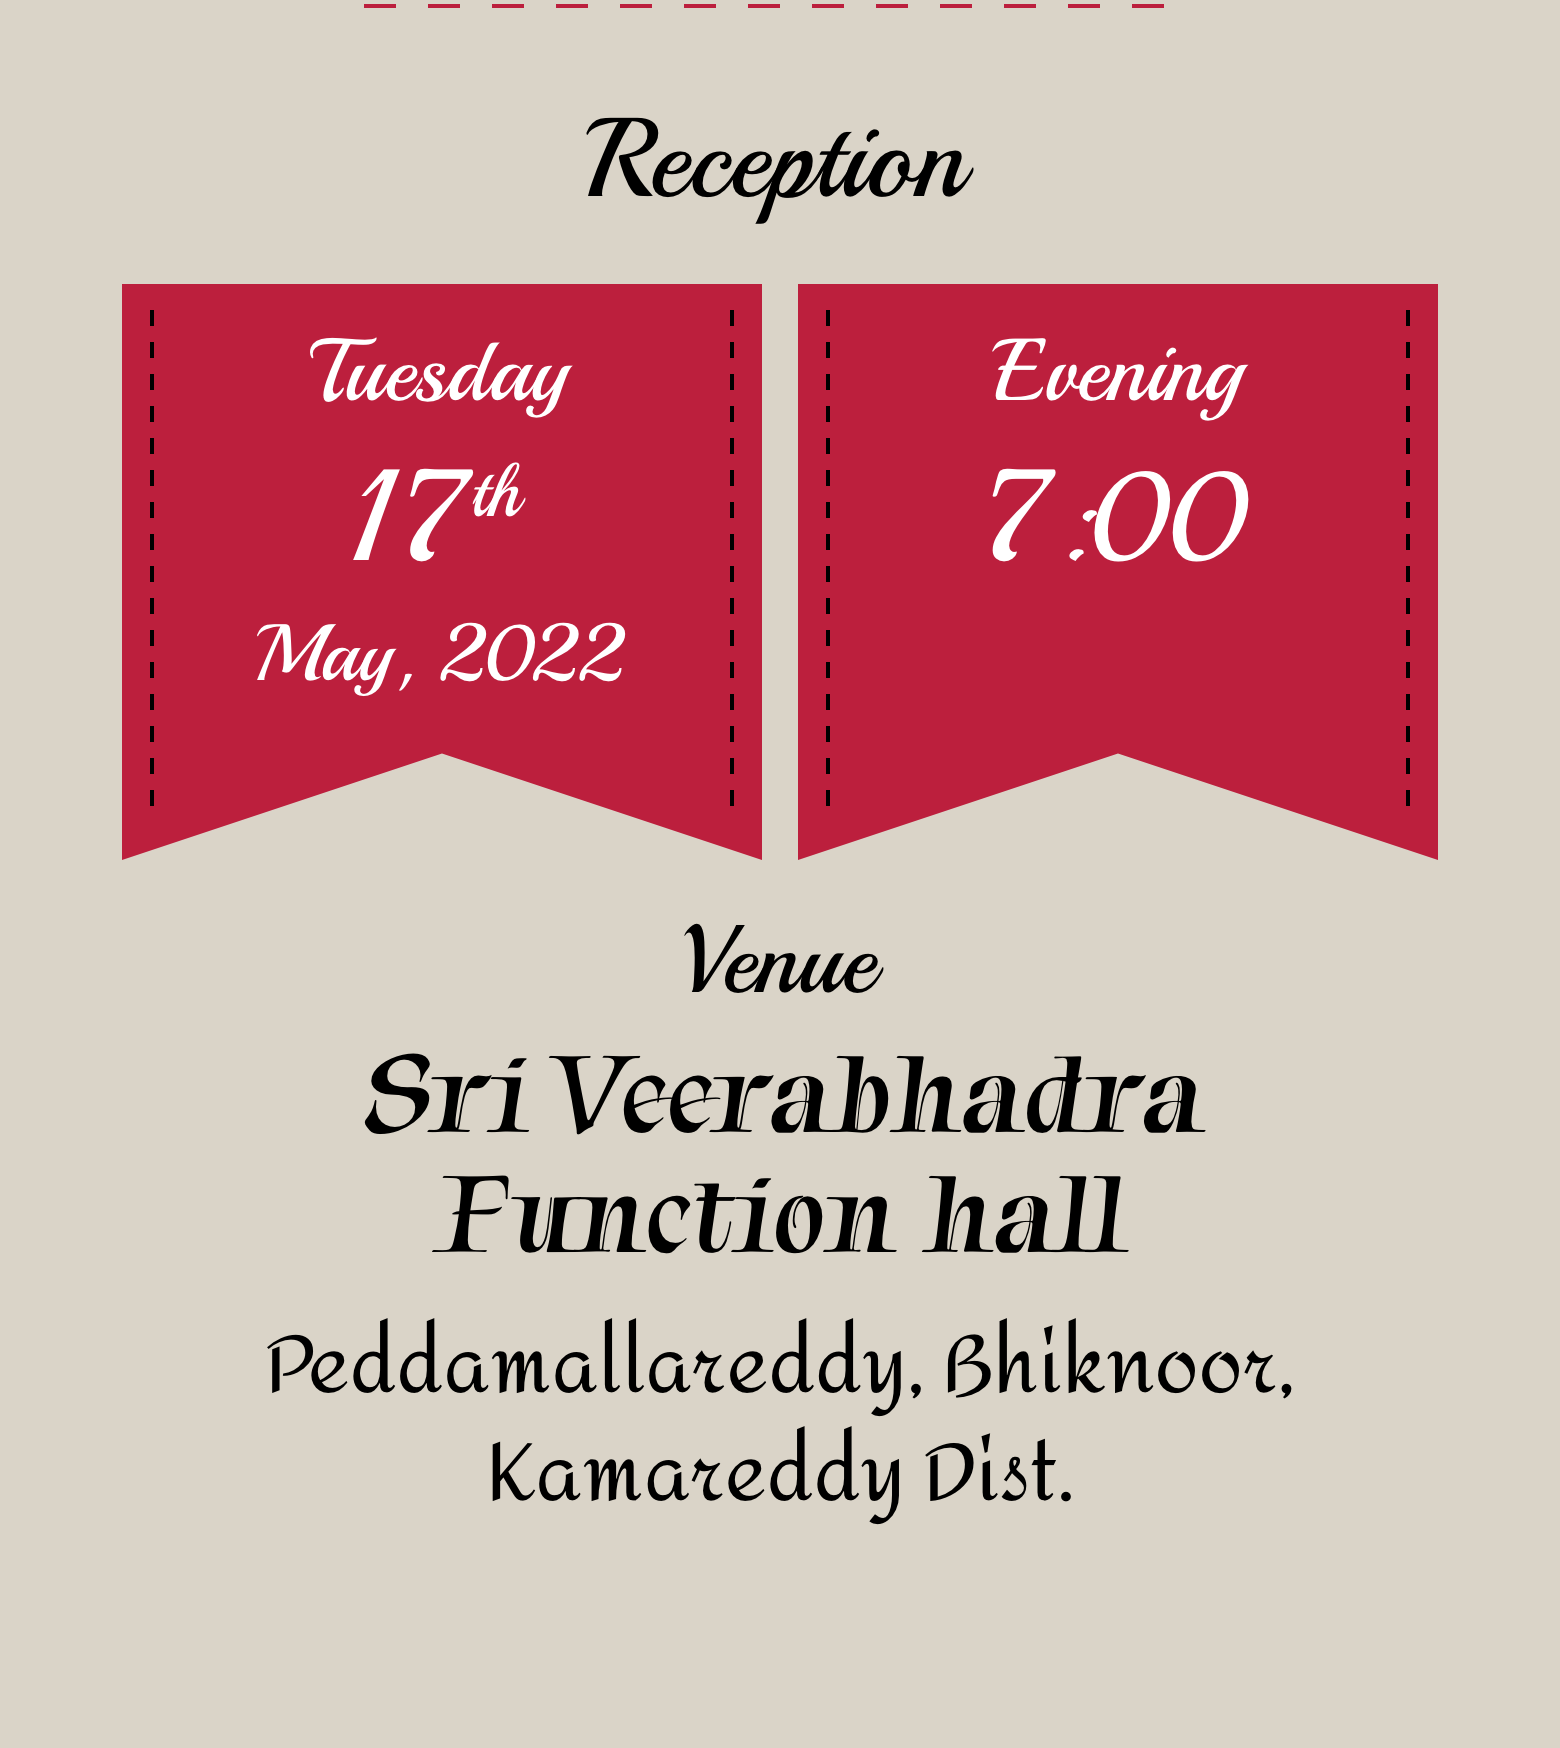 Reception
Tuesday
17th
May, 2022
Evening
7:00
Venue
Sri Veerabhadra
Function hall
Peddamallareddy, Bhiknoor,
Kamareddy Dist.